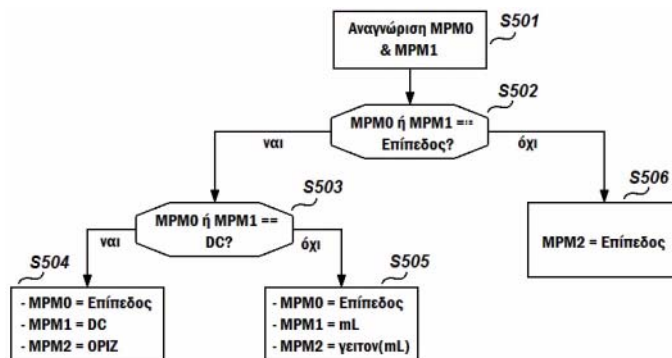 Αναγνώριση MPM0
& MPM1
S501
S502
MPM0 ή MPM1 ==
Επίπεδος?
ναι
όχι
S503
S506
MPM0 ή MPM1 ==
DC?
MPM2 = Επίπεδος
ναι
όχι
S504
S505
- MPM0 = Επίπεδος
- MPM1 = DC
- MPM2 = ΟΡΙΖ
- MPM0 = Επίπεδος
- MPM1 = mL
- MPM2 = γειτον(mL)